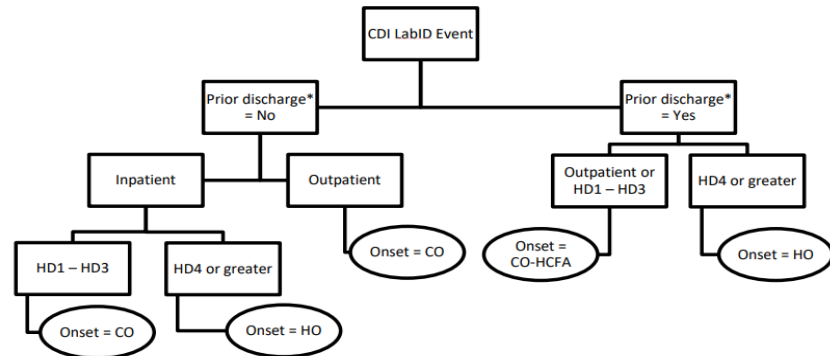 CDI LabID Event
Prior discharge*
= No
Prior discharge*
= Yes
Inpatient
Outpatient
Outpatient or
HD1 – HD3
HD4 or greater
Onset = CO
Onset =
CO-HCFA
Onset = HO
HD1 – HD3
HD4 or greater
Onset = CO
Onset = HO